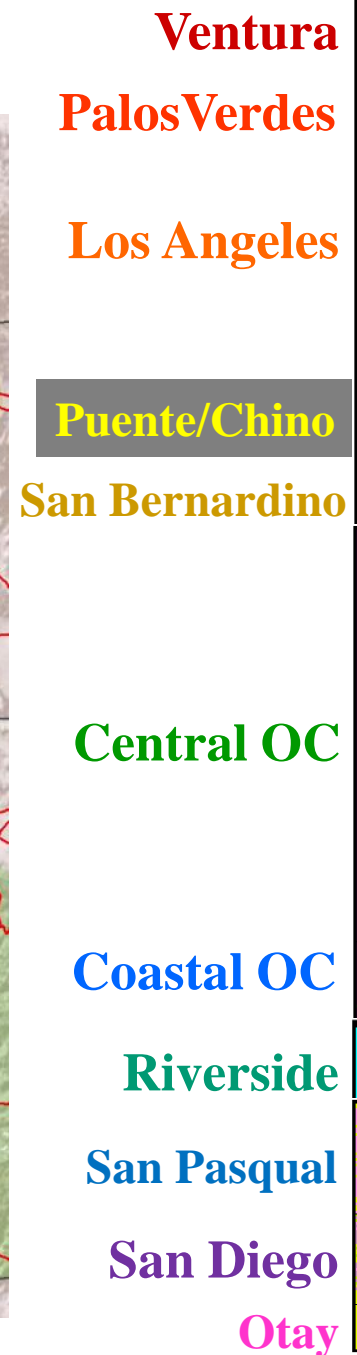 Ventura
PalosVerdes
Los Angeles
Puente/Chino
San Bernardino
Central OC
Coastal OC
Riverside
San Pasqual
San Diego
Otay